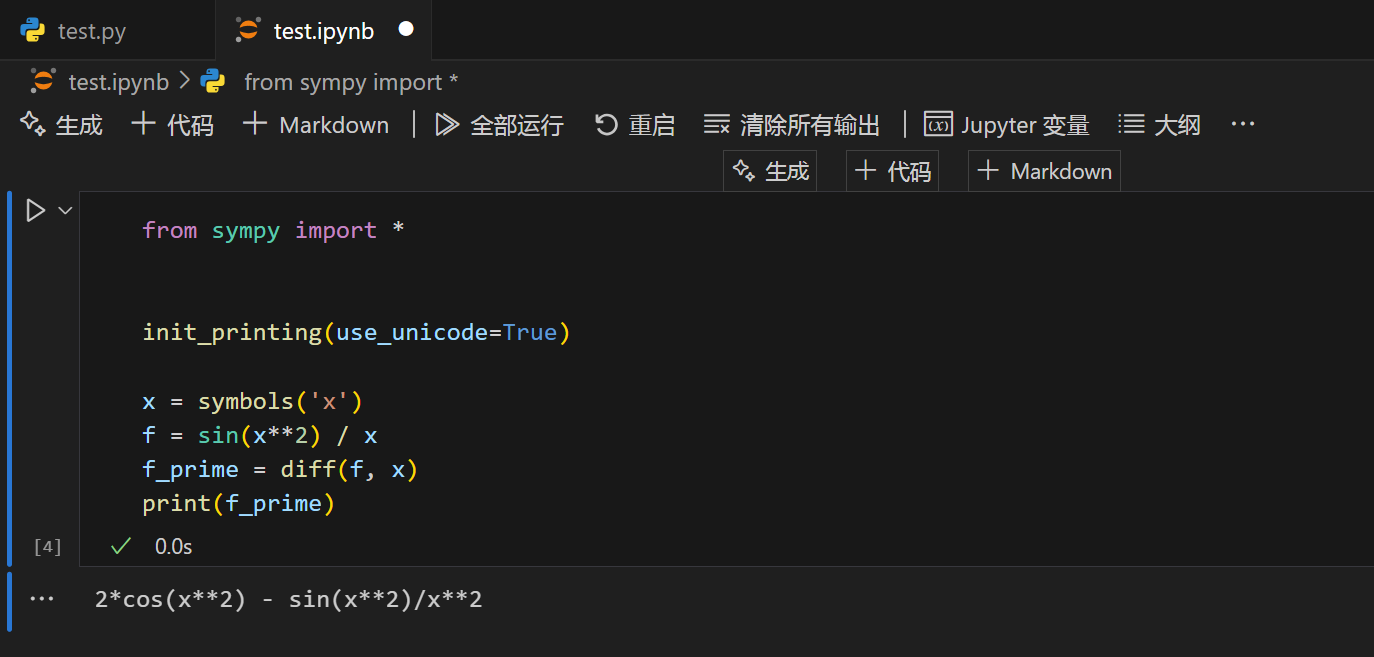 test.py test.ipynb
test.ipynb > from sympy import *
生成 + 代码 + Markdown | 全部运行 重启 清除所有输出 | Jupyter 变量 大纲 ...
生成 + 代码 + Markdown
from sympy import *
init_printing(use_unicode=True)
x = symbols('x')
f = sin(x**2) / x
f_prime = diff(f, x)
print(f_prime)
[4] ✓ 0.0s
... 2*cos(x**2) - sin(x**2)/x**2